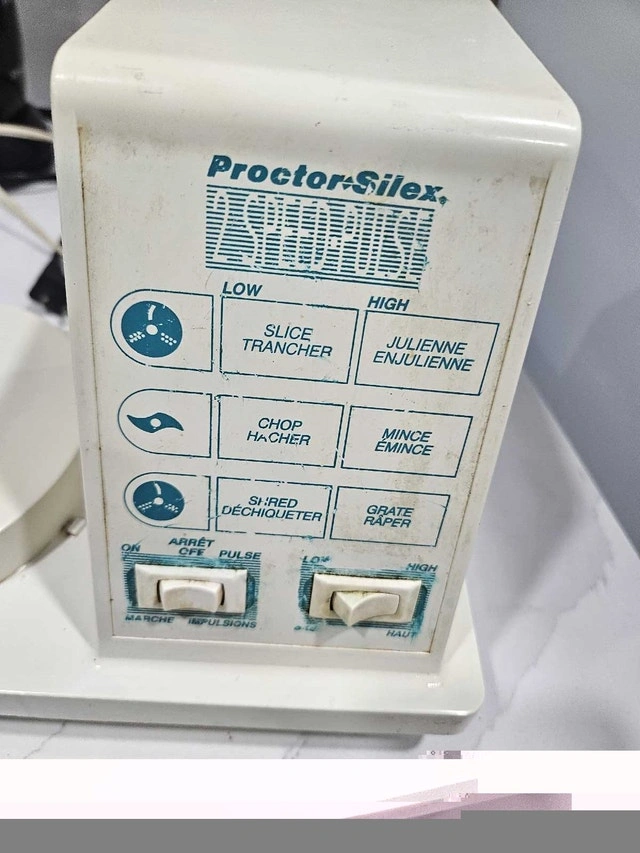 Proctor-Silex
2 SPEED·PULSE
LOW HIGH
SLICE
TRANCHER
JULIENNE
ENJULIENNE
CHOP
HACHER
MINCE
ÉMINCE
SHRED
DÉCHIQUETER
GRATE
RÂPER
ARRÊT
ON OFF PULSE
MARCHE IMPULSIONS
LOW HIGH
HAUT